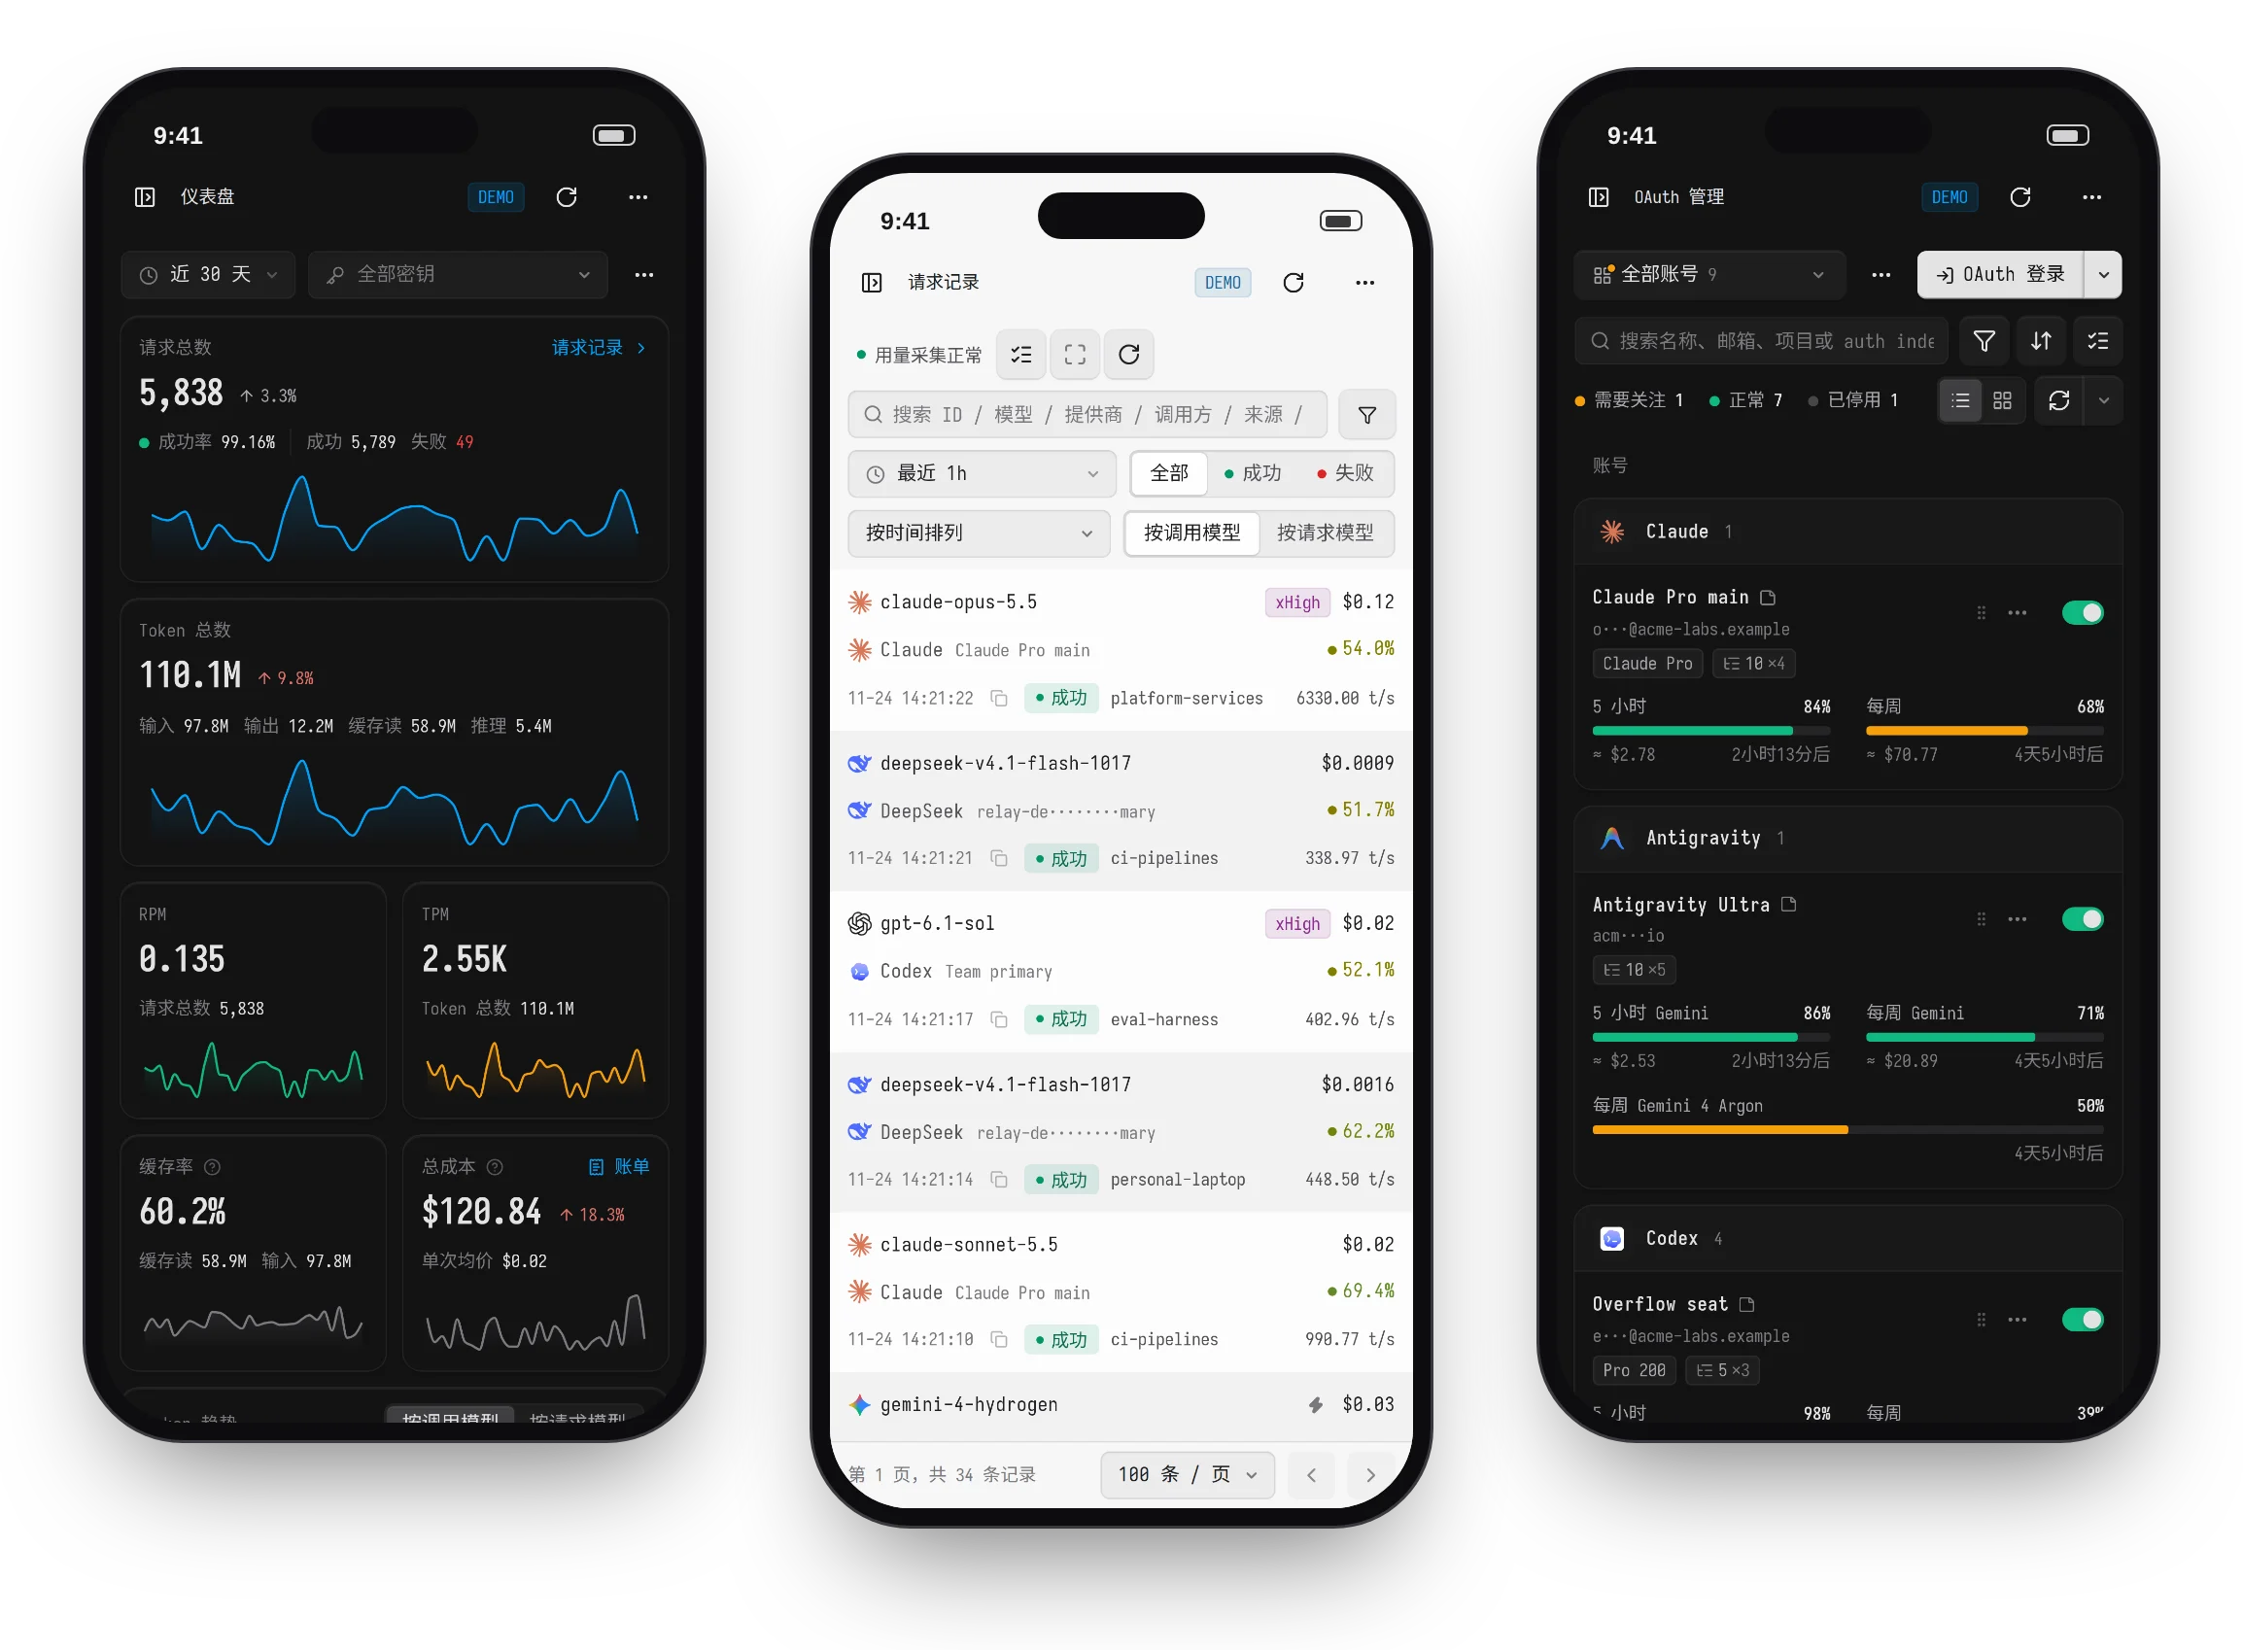 9:41
仪表盘 DEMO
近 30 天 全部密钥
请求总数 请求记录
5,838 ↑ 3.3%
成功率 99.16% 成功 5,789 失败 49
Token 总数
110.1M ↑ 9.8%
输入 97.8M 输出 12.2M 缓存读 58.9M 推理 5.4M
RPM
0.135
请求总数 5,838
TPM
2.55K
Token 总数 110.1M
缓存率
60.2%
缓存读 58.9M 输入 97.8M
总成本 账单
$120.84 ↑ 18.3%
单次均价 $0.02
趋势 按调用模型 按请求模型
9:41
请求记录 DEMO
用量采集正常
搜索 ID / 模型 / 提供商 / 调用方 / 来源 /
最近 1h 全部 成功 失败
按时间排列 按调用模型 按请求模型
claude-opus-5.5 xHigh $0.12
Claude Claude Pro main 54.0%
11-24 14:21:22 成功 platform-services 6330.00 t/s
deepseek-v4.1-flash-1017 $0.0009
DeepSeek relay-de········mary 51.7%
11-24 14:21:21 成功 ci-pipelines 338.97 t/s
gpt-6.1-sol xHigh $0.02
Codex Team primary 52.1%
11-24 14:21:17 成功 eval-harness 402.96 t/s
deepseek-v4.1-flash-1017 $0.0016
DeepSeek relay-de········mary 62.2%
11-24 14:21:14 成功 personal-laptop 448.50 t/s
claude-sonnet-5.5 $0.02
Claude Claude Pro main 69.4%
11-24 14:21:10 成功 ci-pipelines 990.77 t/s
gemini-4-hydrogen $0.03
第 1 页，共 34 条记录 100 条 / 页
9:41
OAuth 管理 DEMO
全部账号 9 OAuth 登录
搜索名称、邮箱、项目或 auth inde
需要关注 1 正常 7 已停用 1
账号
Claude 1
Claude Pro main
o···@acme-labs.example
Claude Pro 10 ×4
5 小时 84% 每周 68%
≈ $2.78 2小时13分后 ≈ $70.77 4天5小时后
Antigravity 1
Antigravity Ultra
acm···io
10 ×5
5 小时 Gemini 86% 每周 Gemini 71%
≈ $2.53 2小时13分后 ≈ $20.89 4天5小时后
每周 Gemini 4 Argon 50%
4天5小时后
Codex 4
Overflow seat
e···@acme-labs.example
Pro 200 5 ×3
5 小时 98% 每周 39%